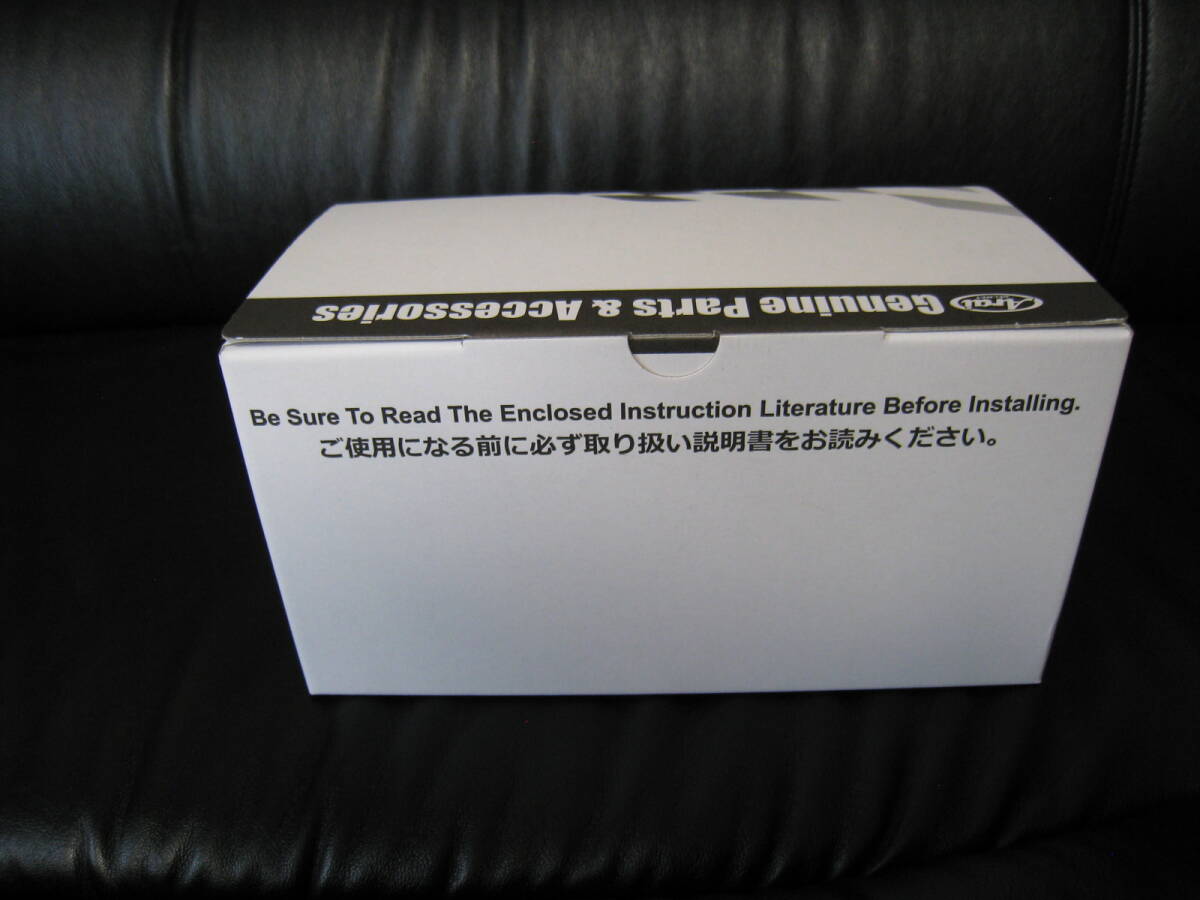 Arai Genuine Parts & Accessories
Be Sure To Read The Enclosed Instruction Literature Before Installing.
ご使用になる前に必ず取り扱い説明書をお読みください。